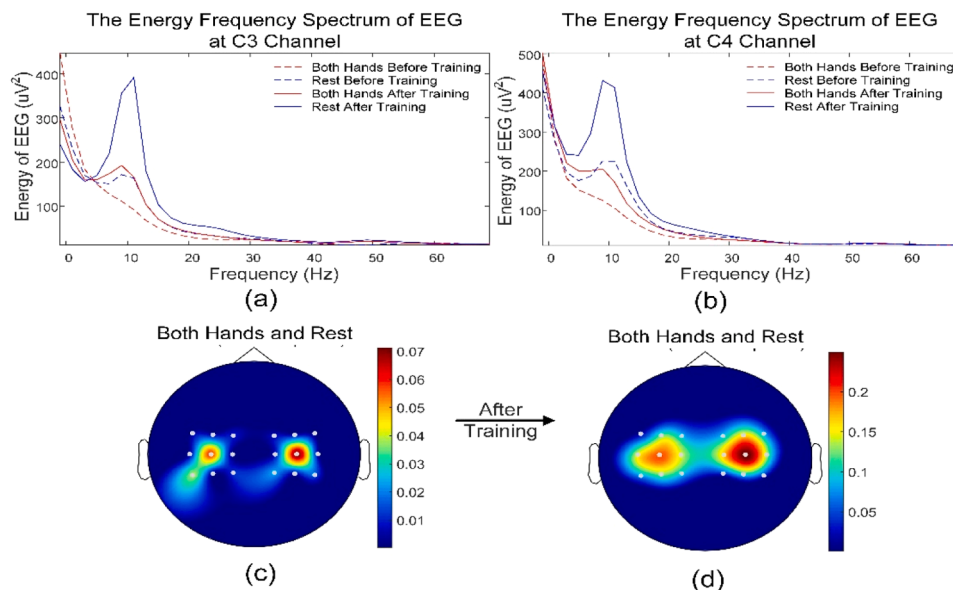 The Energy Frequency Spectrum of EEG
at C3 Channel
Energy of EEG (uV²)
400
300
200
100
Both Hands Before Training
Rest Before Training
Both Hands After Training
Rest After Training
0 10 20 30 40 50 60
Frequency (Hz)
(a)
The Energy Frequency Spectrum of EEG
at C4 Channel
Energy of EEG (uV²)
500
400
300
200
100
Both Hands Before Training
Rest Before Training
Both Hands After Training
Rest After Training
0 10 20 30 40 50 60
Frequency (Hz)
(b)
Both Hands and Rest
0.07
0.06
0.05
0.04
0.03
0.02
0.01
(c)
After
Training
Both Hands and Rest
0.2
0.15
0.1
0.05
(d)